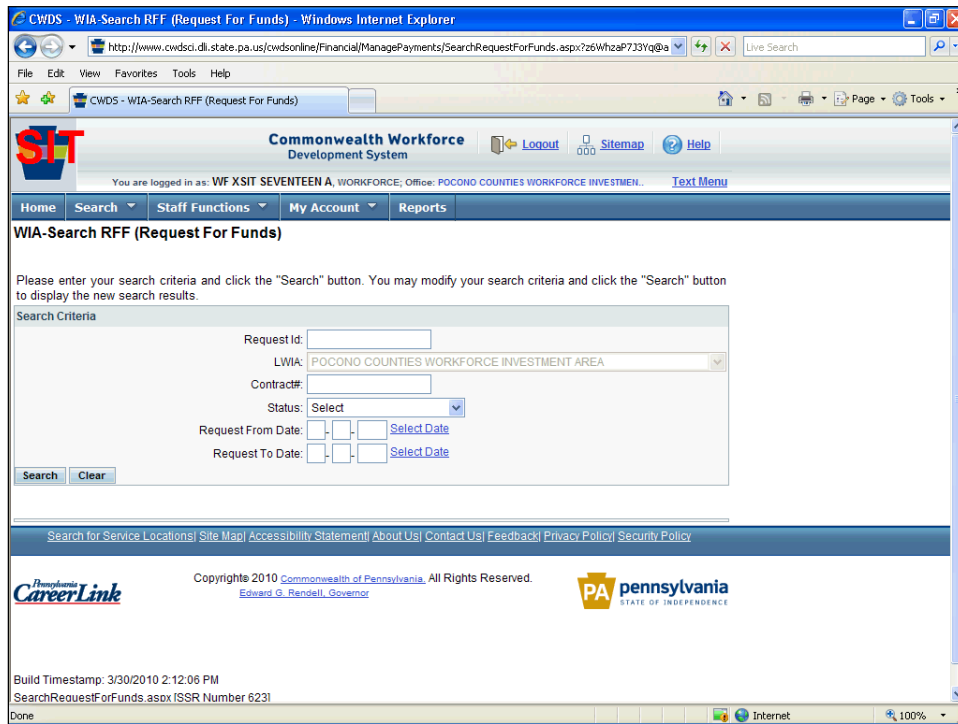 CWDS - WIA-Search RFF (Request For Funds) - Windows Internet Explorer
http://www.cwdsci.dli.state.pa.us/cwdsonline/Financial/ManagePayments/SearchRequestForFunds.aspx?z6WhzaP7J3Yq@a
Live Search
File Edit View Favorites Tools Help
CWDS - WIA-Search RFF (Request For Funds)
Page Tools
SIT
Commonwealth Workforce
Development System
Logout Sitemap Help
You are logged in as: WF XSIT SEVENTEEN A, WORKFORCE; Office: POCONO COUNTIES WORKFORCE INVESTMEN.. Text Menu
Home Search Staff Functions My Account Reports
WIA-Search RFF (Request For Funds)
Please enter your search criteria and click the "Search" button. You may modify your search criteria and click the "Search" button
to display the new search results.
Search Criteria
Request Id:
LWIA: POCONO COUNTIES WORKFORCE INVESTMENT AREA
Contract#:
Status: Select
Request From Date: - - Select Date
Request To Date: - - Select Date
Search Clear
Search for Service Locations| Site Map| Accessibility Statement| About Us| Contact Us| Feedback| Privacy Policy| Security Policy
Pennsylvania
CareerLink
Copyright© 2010 Commonwealth of Pennsylvania. All Rights Reserved.
Edward G. Rendell, Governor
PA pennsylvania
STATE OF INDEPENDENCE
Build Timestamp: 3/30/2010 2:12:06 PM
SearchRequestForFunds.aspx [SSR Number 623]
Done Internet 100%